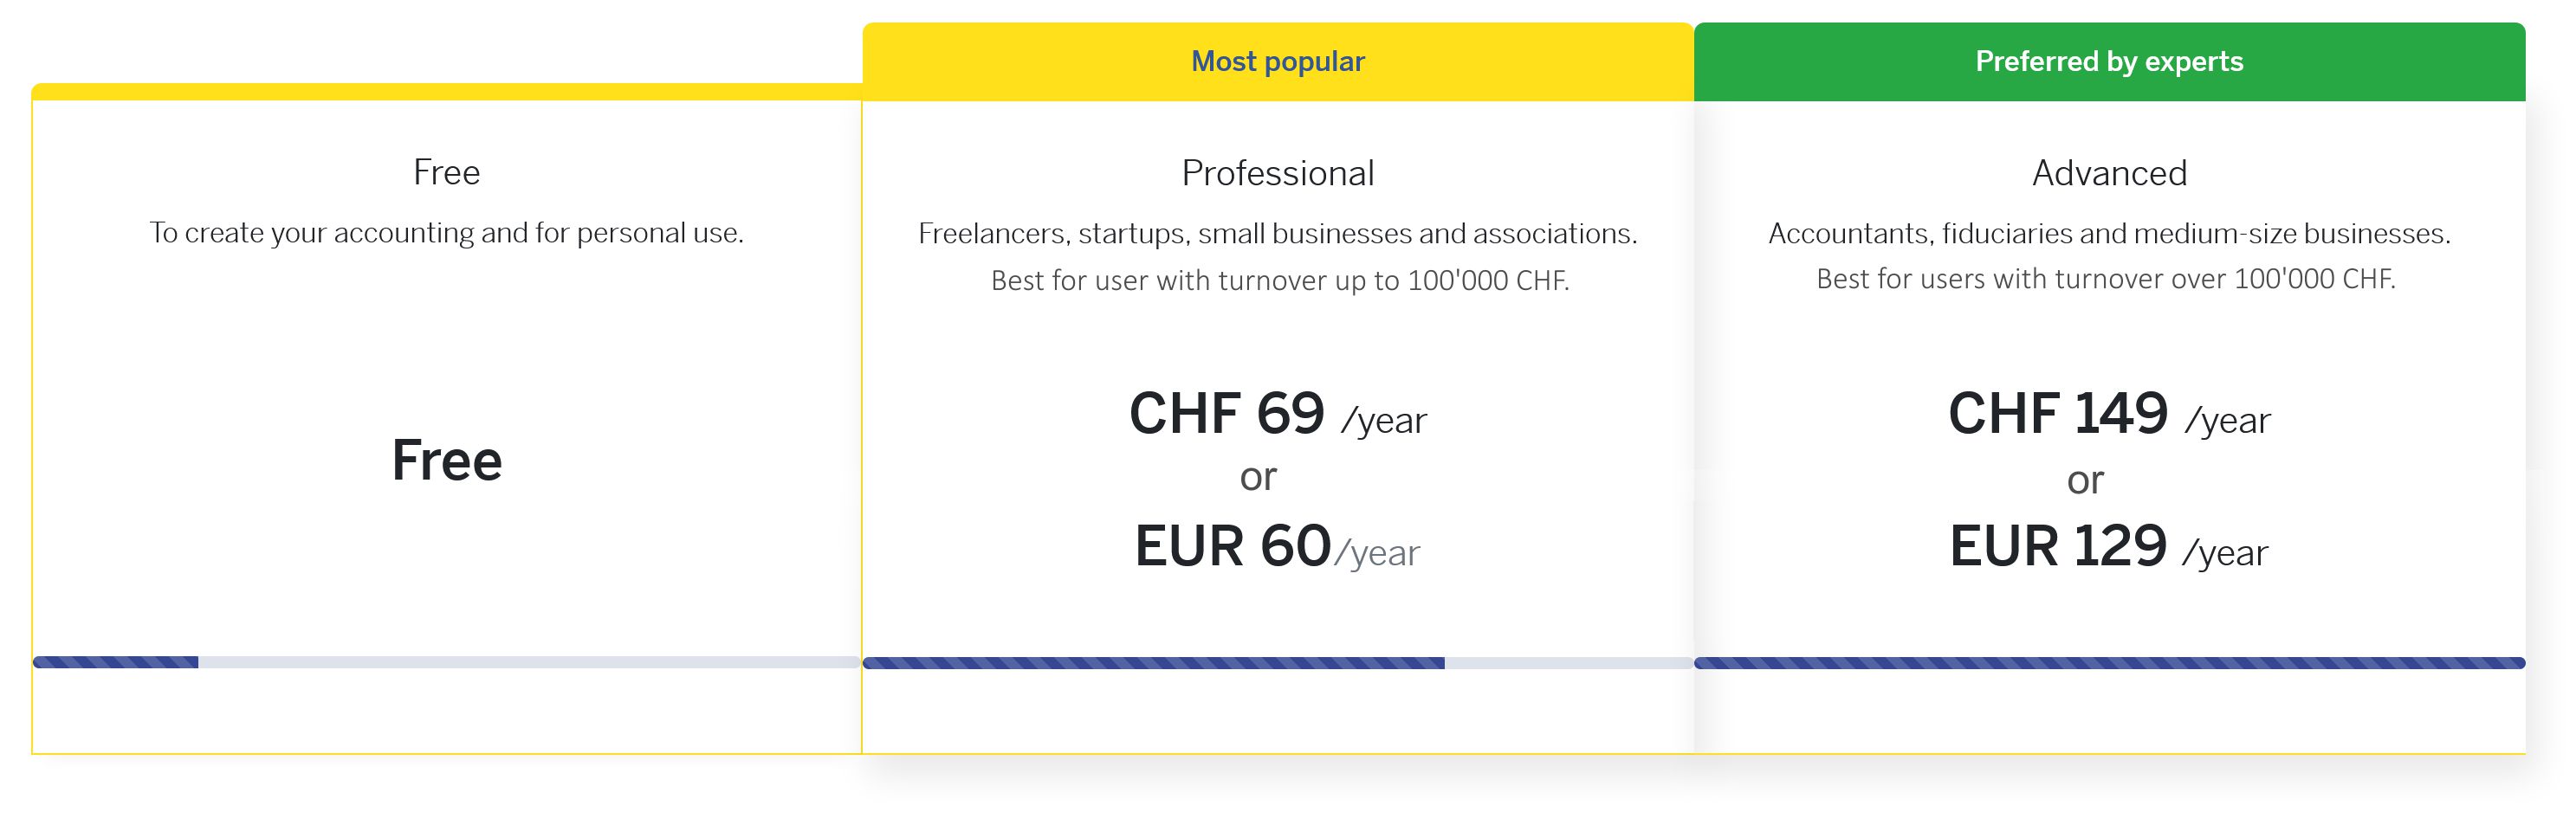 Most popular
Preferred by experts
Free
To create your accounting and for personal use.
Free
Professional
Freelancers, startups, small businesses and associations.
Best for user with turnover up to 100'000 CHF.
CHF 69 /year
or
EUR 60/year
Advanced
Accountants, fiduciaries and medium-size businesses.
Best for users with turnover over 100'000 CHF.
CHF 149 /year
or
EUR 129 /year